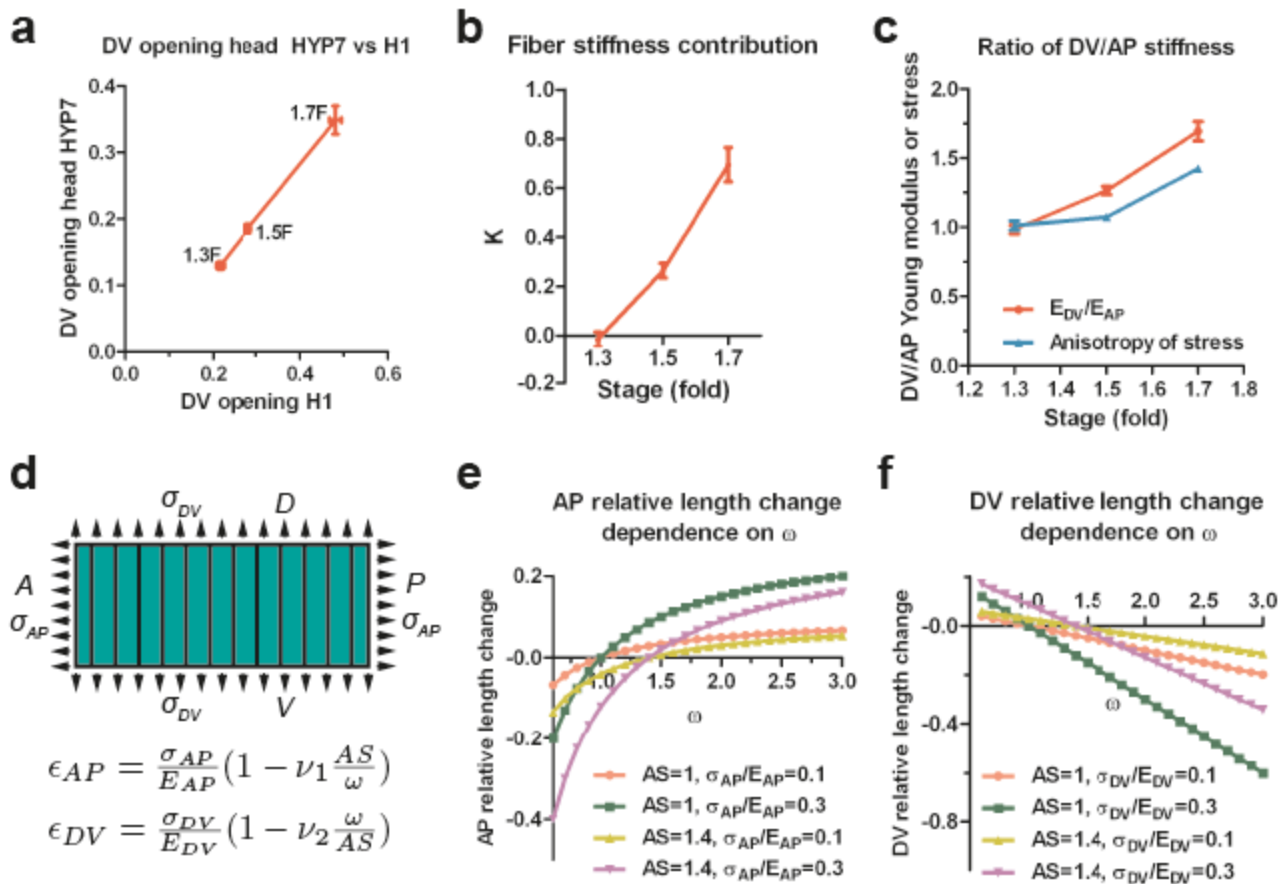 a
DV opening head HYP7 vs H1
DV opening head HYP7
0.4
0.3
0.2
0.1
0.0
1.7F
1.5F
1.3F
0.0 0.2 0.4 0.6
DV opening H1
b
Fiber stiffness contribution
K
1.0
0.8
0.6
0.4
0.2
0.0
-0.2
1.3 1.5 1.7
Stage (fold)
c
Ratio of DV/AP stiffness
DV/AP Young modulus or stress
2.0
1.5
1.0
0.5
0.0
E_DV/E_AP
Anisotropy of stress
1.2 1.3 1.4 1.5 1.6 1.7 1.8
Stage (fold)
d
σ_DV D
A P
σ_AP σ_AP
σ_DV V
ϵ_AP = σ_AP/E_AP (1 − ν₁ AS/ω)
ϵ_DV = σ_DV/E_DV (1 − ν₂ ω/AS)
e
AP relative length change
dependence on ω
AP relative length change
0.2
-0.0
-0.2
-0.4
1.0 1.5 2.0 2.5 3.0
ω
AS=1, σ_AP/E_AP=0.1
AS=1, σ_AP/E_AP=0.3
AS=1.4, σ_AP/E_AP=0.1
AS=1.4, σ_AP/E_AP=0.3
f
DV relative length change
dependence on ω
DV relative length change
1.0 1.5 2.0 2.5 3.0
-0.0
-0.4
-0.8
ω
AS=1, σ_DV/E_DV=0.1
AS=1, σ_DV/E_DV=0.3
AS=1.4, σ_DV/E_DV=0.1
AS=1.4, σ_DV/E_DV=0.3